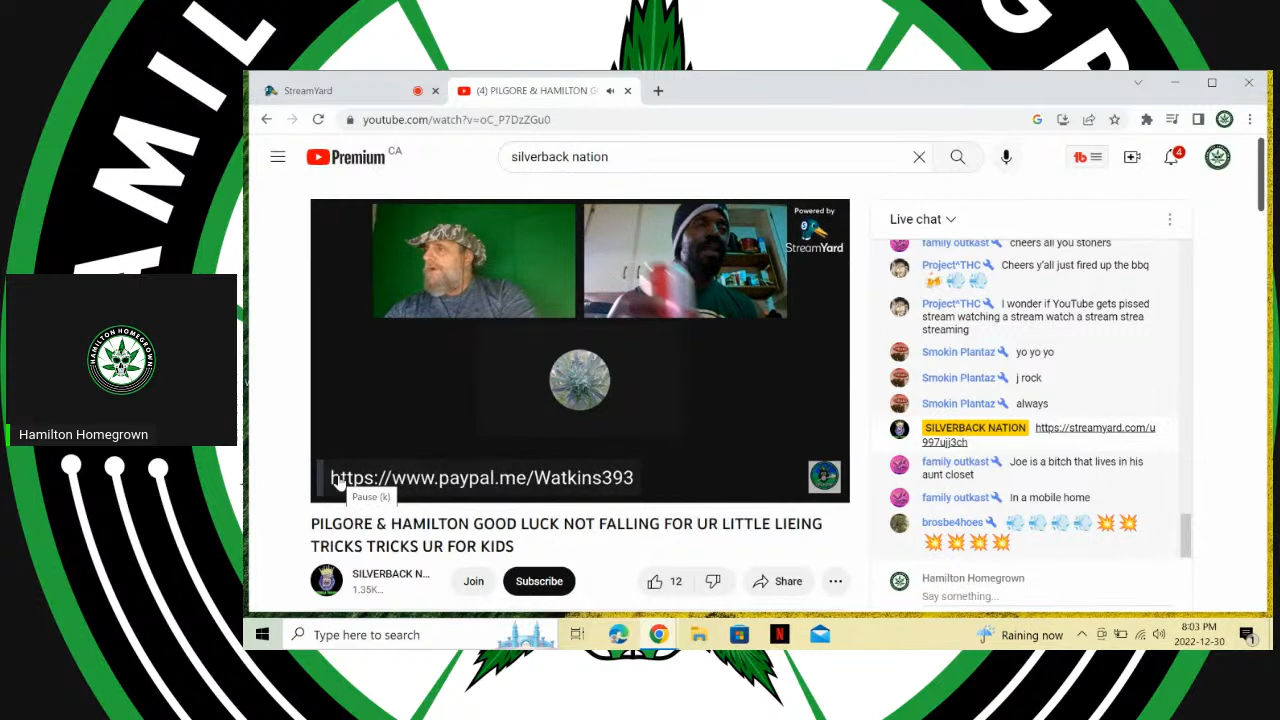 StreamYard
(4) PILGORE & HAMILTON G
youtube.com/watch?v=oC_P7DzZGu0
Premium CA
silverback nation
4
Powered by
StreamYard
https://www.paypal.me/Watkins393
Pause (k)
PILGORE & HAMILTON GOOD LUCK NOT FALLING FOR UR LITTLE LIEING
TRICKS TRICKS UR FOR KIDS
SILVERBACK N...
1.35K...
Join
Subscribe
12
Share
Live chat
family outkast cheers all you stoners
Project^THC Cheers y'all just fired up the bbq
Project^THC I wonder if YouTube gets pissed
stream watching a stream watch a stream strea
streaming
Smokin Plantaz yo yo yo
Smokin Plantaz j rock
Smokin Plantaz always
SILVERBACK NATION https://streamyard.com/u
997ujj3ch
family outkast Joe is a bitch that lives in his
aunt closet
family outkast In a mobile home
brosbe4hoes
Hamilton Homegrown
Say something...
Type here to search
Raining now
8:03 PM
2022-12-30
1
HAMILTON HOMEGROWN
Hamilton Homegrown